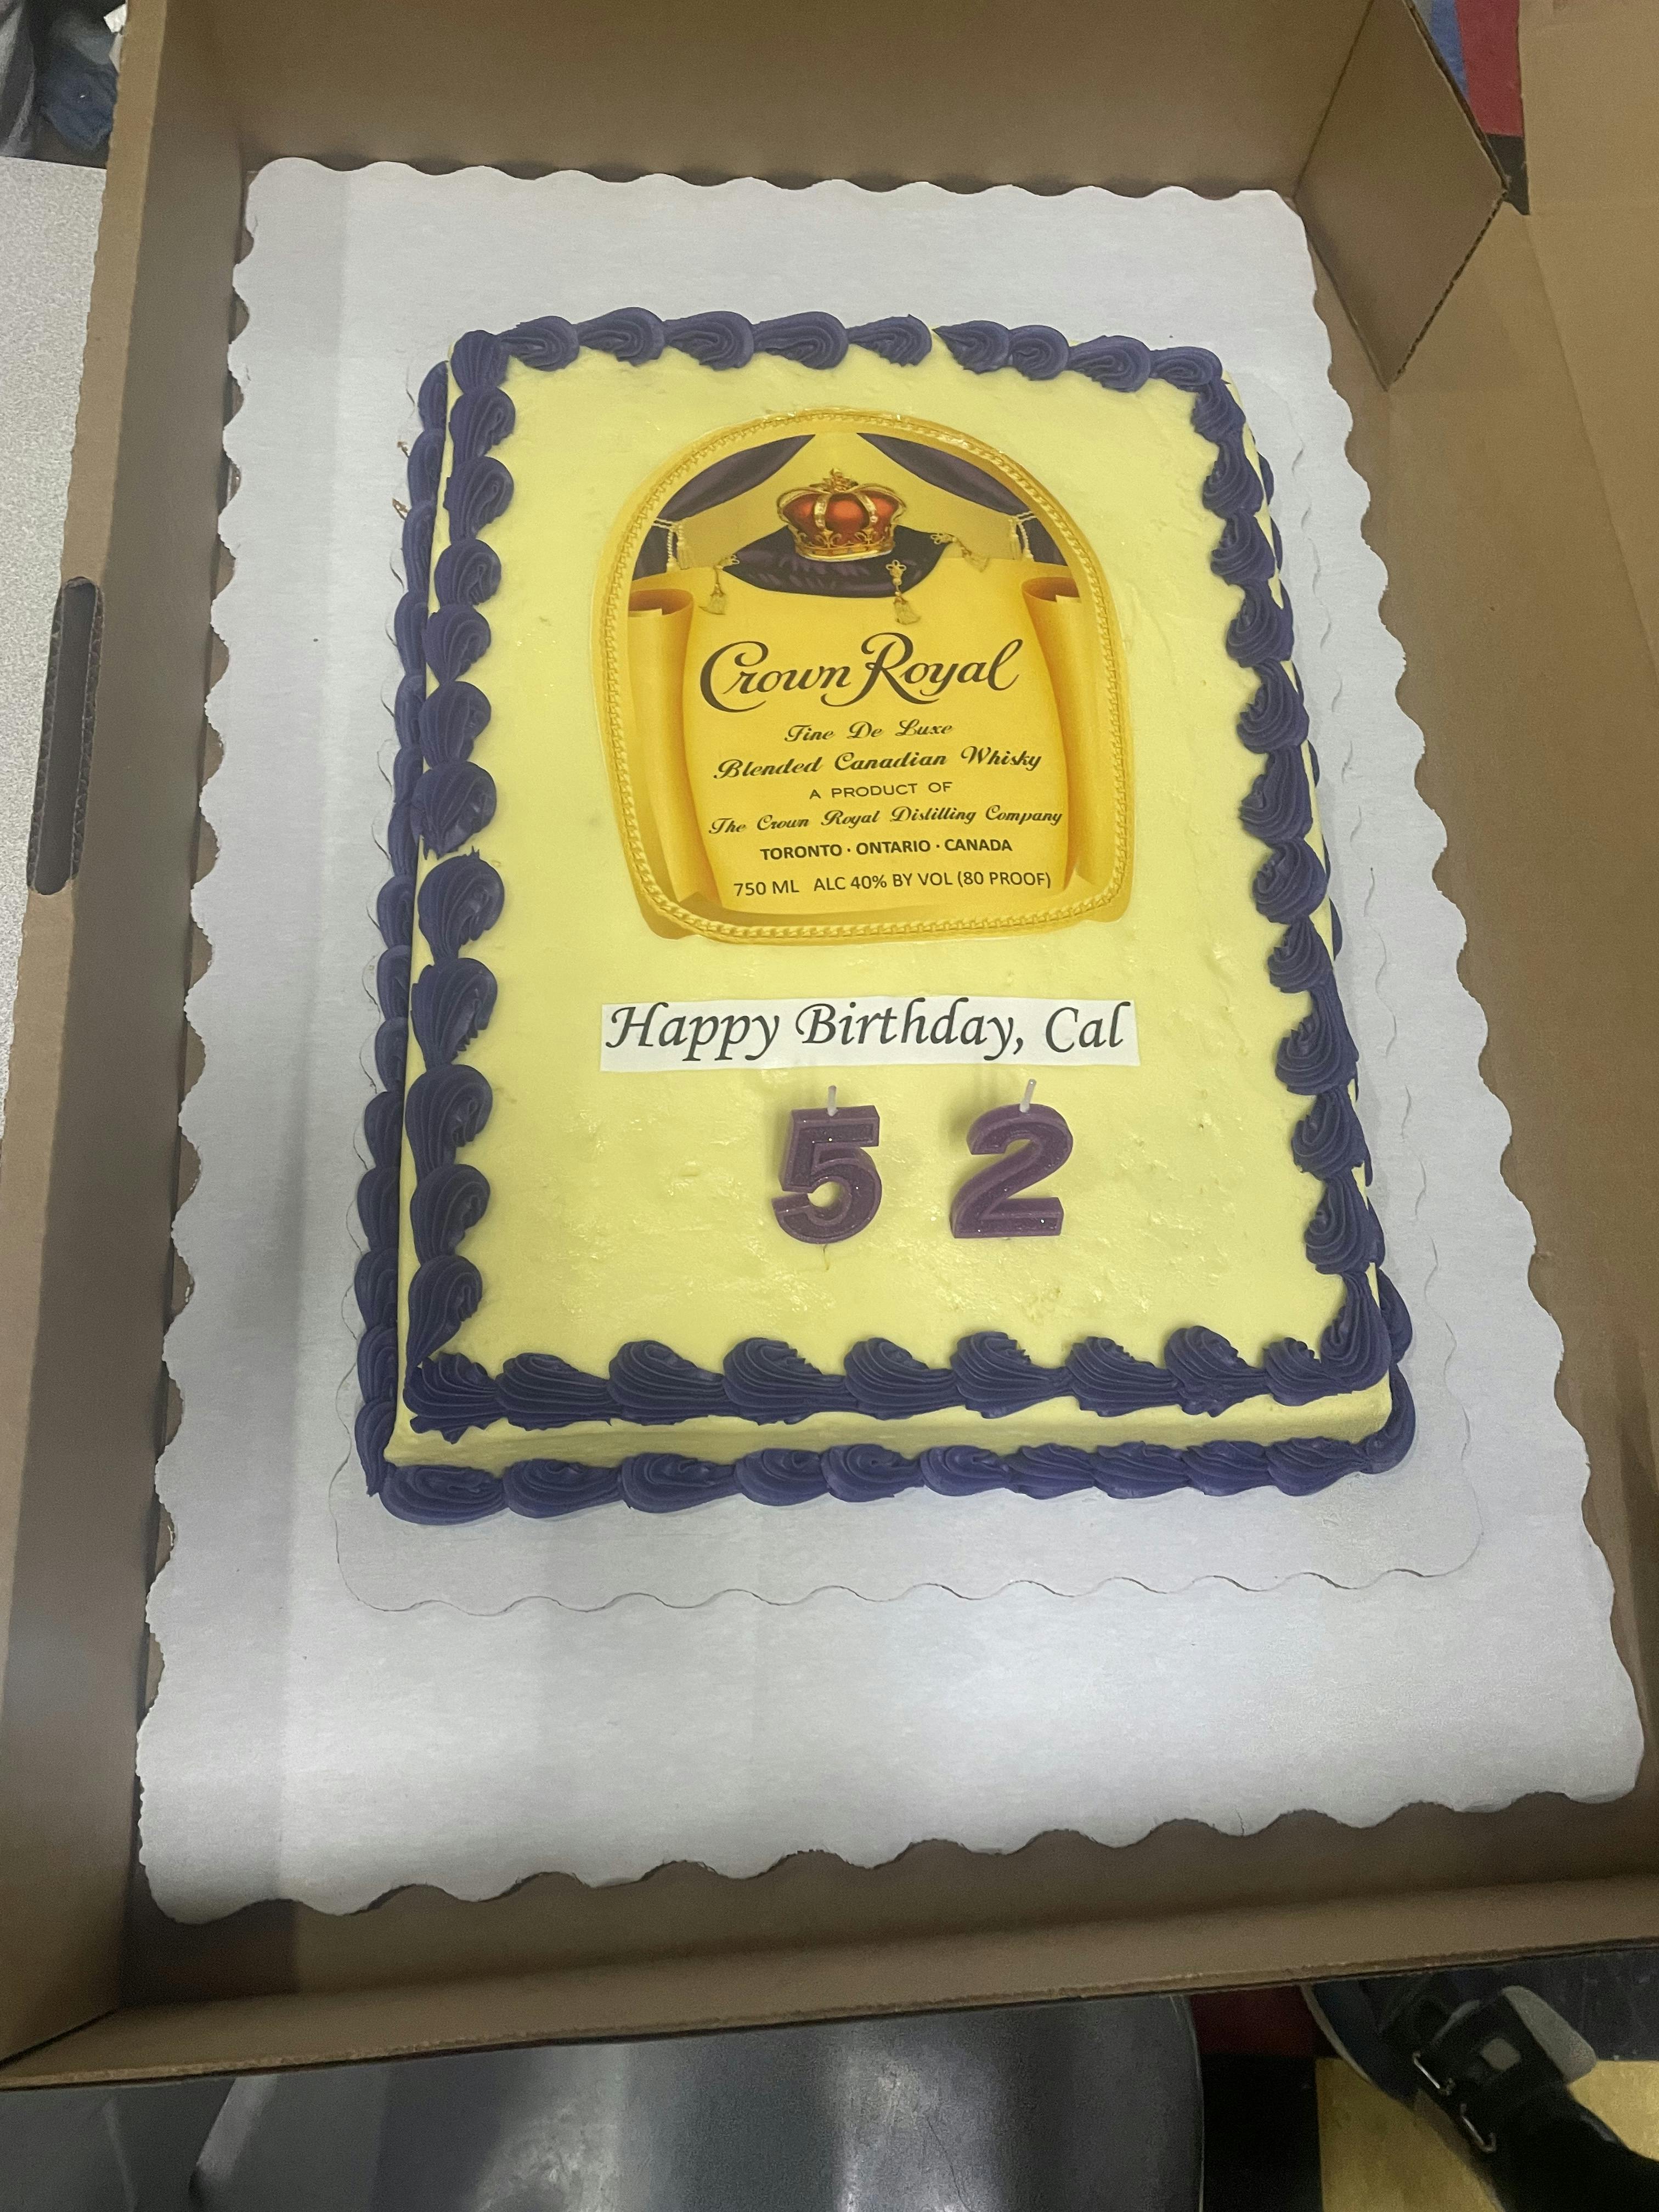 Crown Royal
Fine De Luxe
Blended Canadian Whisky
A PRODUCT OF
The Crown Royal Distilling Company
TORONTO · ONTARIO · CANADA
750 ML ALC 40% BY VOL (80 PROOF)
Happy Birthday, Cal
52